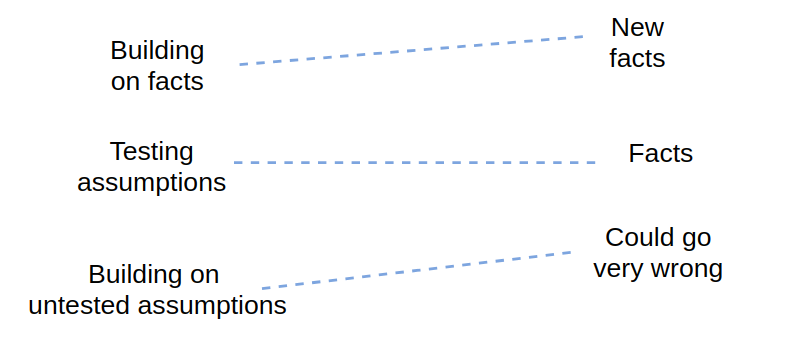 Building
on facts
New
facts
Testing
assumptions
Facts
Building on
untested assumptions
Could go
very wrong